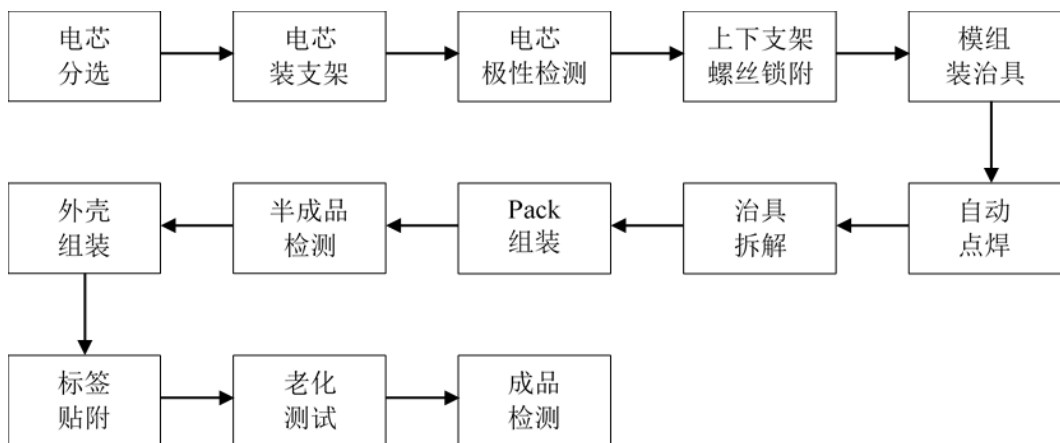 电芯
分选
电芯
装支架
电芯
极性检测
上下支架
螺丝锁附
模组
装治具
自动
点焊
治具
拆解
Pack
组装
半成品
检测
外壳
组装
标签
贴附
老化
测试
成品
检测